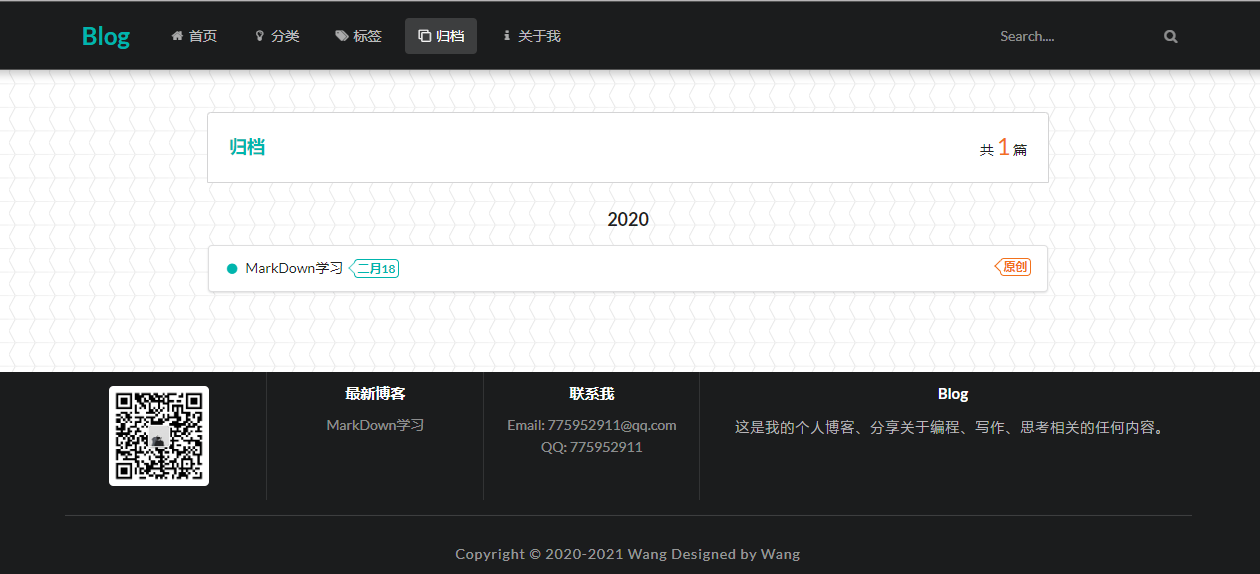 Blog 首页 分类 标签 归档 关于我 Search....
归档 共 1 篇
2020
MarkDown学习 二月18 原创
最新博客
MarkDown学习
联系我
Email: 775952911@qq.com
QQ: 775952911
Blog
这是我的个人博客、分享关于编程、写作、思考相关的任何内容。
Copyright © 2020-2021 Wang Designed by Wang